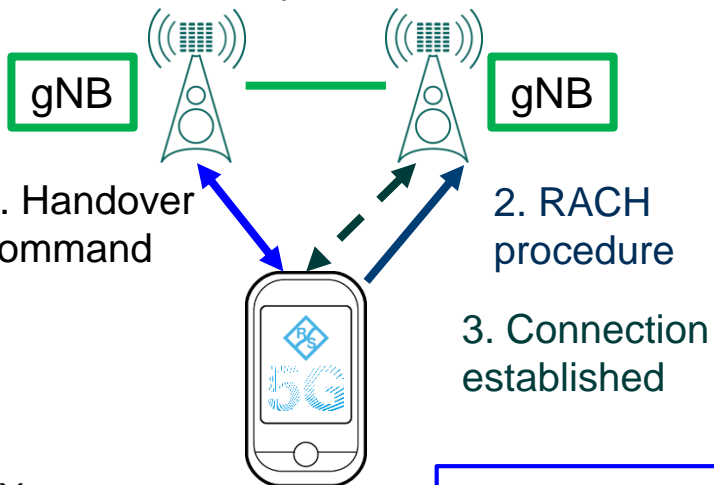 gNB
gNB
. Handover
ommand
2. RACH
procedure
3. Connection
established
R&S
5G